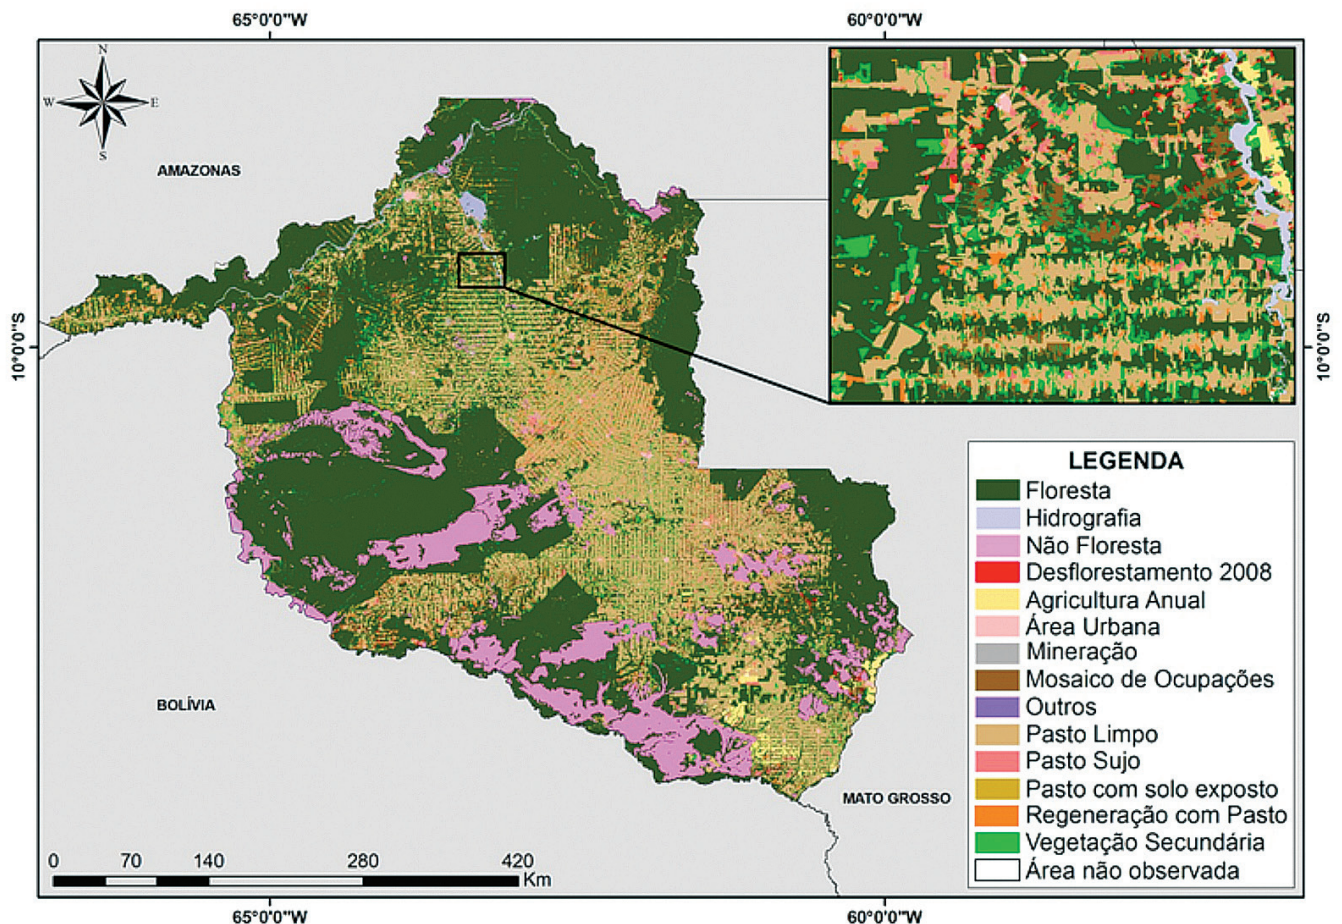 65°0'0"W
60°0'0"W
N
W
E
S
AMAZONAS
10°0'0"S
10°0'0"S
LEGENDA
Floresta
Hidrografia
Não Floresta
Desflorestamento 2008
Agricultura Anual
Área Urbana
Mineração
Mosaico de Ocupações
Outros
Pasto Limpo
Pasto Sujo
Pasto com solo exposto
Regeneração com Pasto
Vegetação Secundária
Área não observada
BOLÍVIA
MATO GROSSO
0 70 140 280 420
Km
65°0'0"W
60°0'0"W